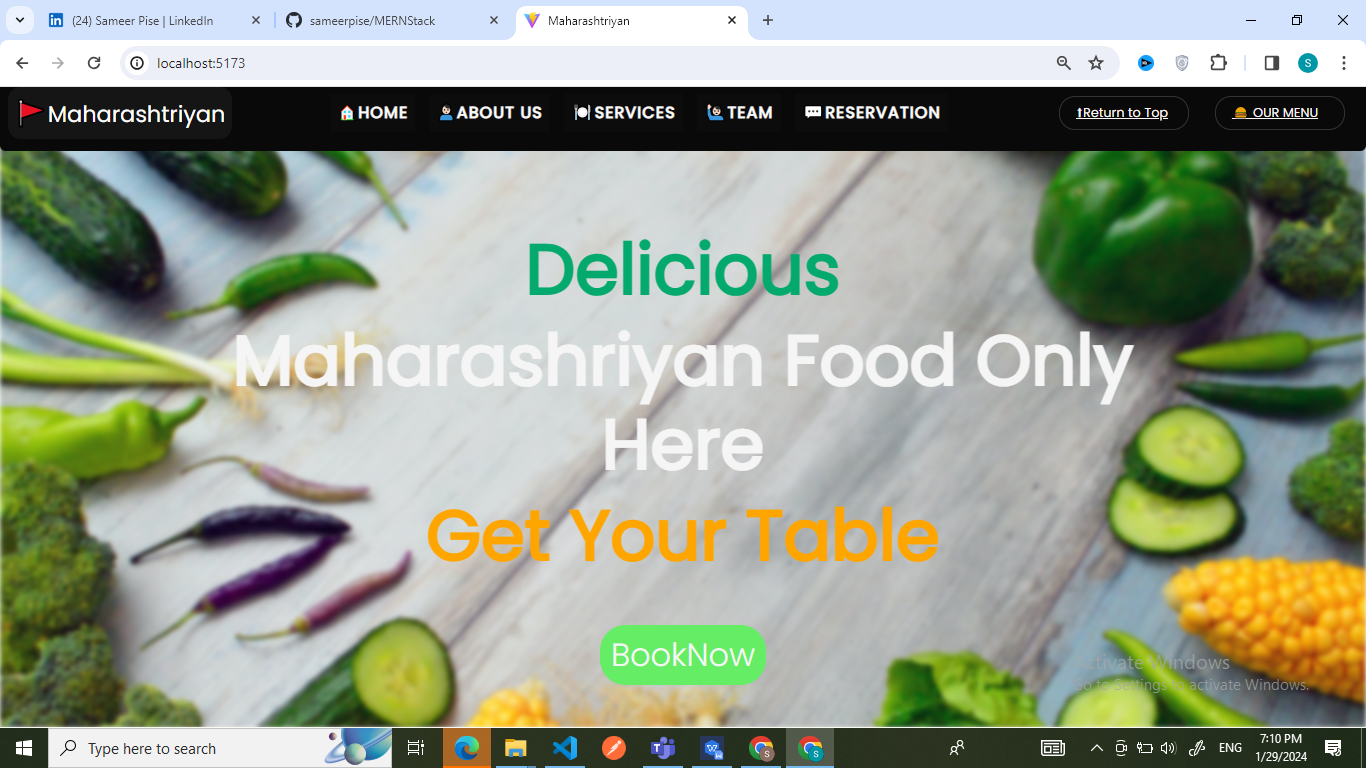 (24) Sameer Pise | LinkedIn
sameerpise/MERNStack
Maharashtriyan
localhost:5173
S
🚩Maharashtriyan
🏠HOME
🙎🏻‍♂️ABOUT US
🍽️SERVICES
🙋🏻‍♂️TEAM
💬RESERVATION
⬆Return to Top
🍔 OUR MENU
Delicious
Maharashriyan Food Only
Here
Get Your Table
BookNow
Activate Windows
Go to Settings to activate Windows.
Type here to search
ENG
7:10 PM
1/29/2024